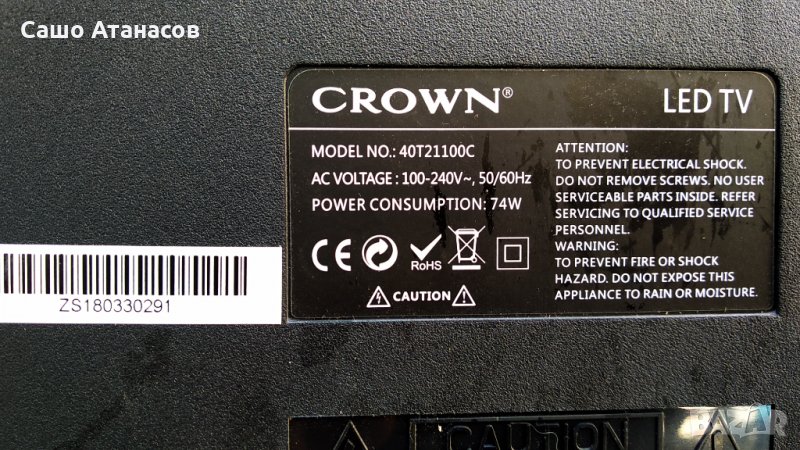 Сашо Атанасов
CROWN®
LED TV
MODEL NO.: 40T21100C
AC VOLTAGE : 100-240V~, 50/60Hz
POWER CONSUMPTION: 74W
CE
RoHS
CAUTION
ATTENTION:
TO PREVENT ELECTRICAL SHOCK.
DO NOT REMOVE SCREWS. NO USER
SERVICEABLE PARTS INSIDE. REFER
SERVICING TO QUALIFIED SERVICE
PERSONNEL.
WARNING:
TO PREVENT FIRE OR SHOCK
HAZARD. DO NOT EXPOSE THIS
APPLIANCE TO RAIN OR MOISTURE.
ZS180330291
CAUTION
BAZAR